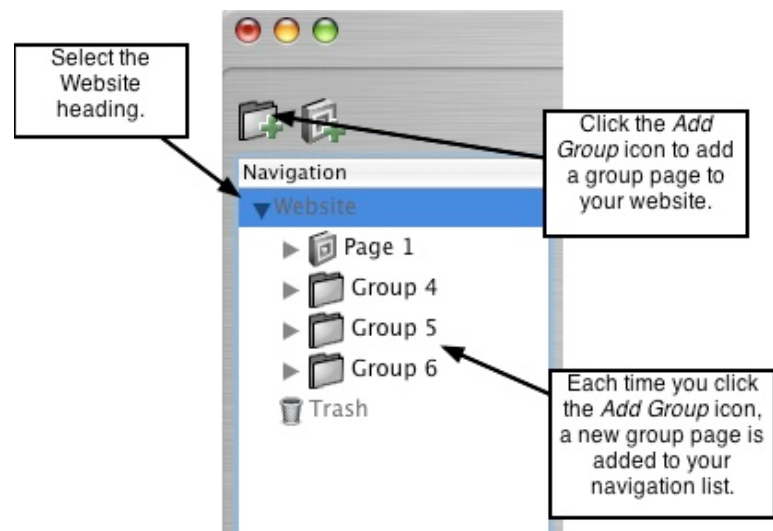 Select the
Website
heading.
Click the Add
Group icon to add
a group page to
your website.
Navigation
Website
Page 1
Group 4
Group 5
Group 6
Trash
Each time you click
the Add Group icon,
a new group page is
added to your
navigation list.